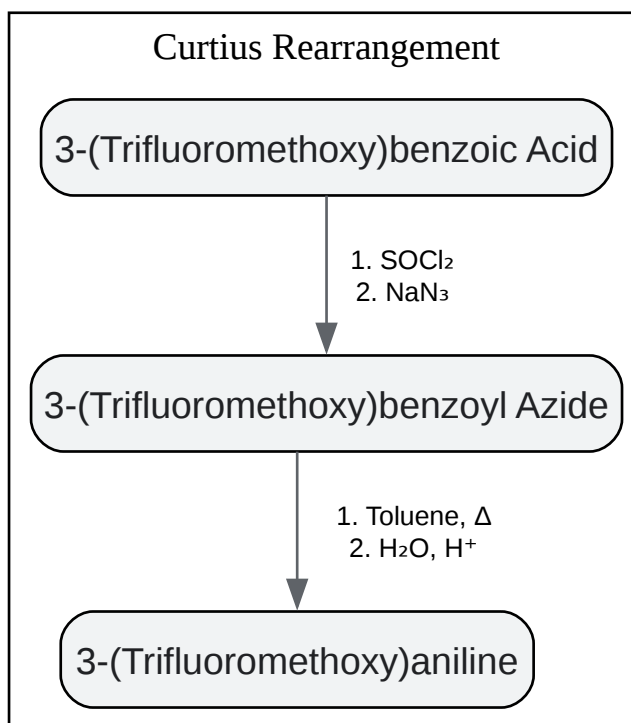 Curtius Rearrangement
3-(Trifluoromethoxy)benzoic Acid
1. SOCl₂
2. NaN₃
3-(Trifluoromethoxy)benzoyl Azide
1. Toluene, Δ
2. H₂O, H⁺
3-(Trifluoromethoxy)aniline